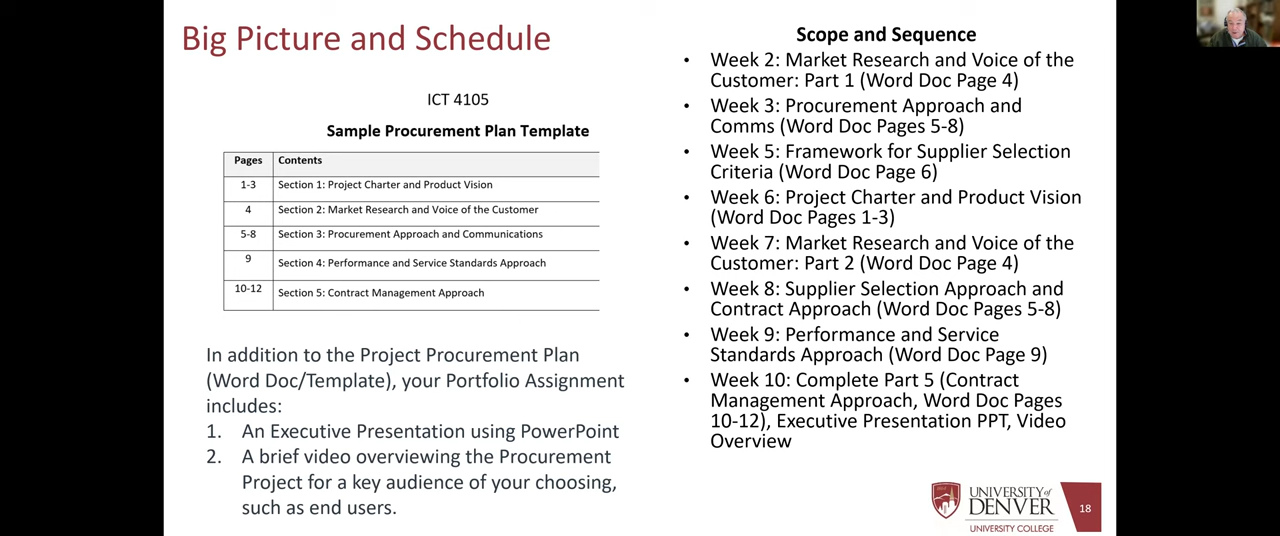 Big Picture and Schedule
ICT 4105
Sample Procurement Plan Template
Pages Contents
1-3 Section 1: Project Charter and Product Vision
4 Section 2: Market Research and Voice of the Customer
5-8 Section 3: Procurement Approach and Communications
9 Section 4: Performance and Service Standards Approach
10-12 Section 5: Contract Management Approach
In addition to the Project Procurement Plan
(Word Doc/Template), your Portfolio Assignment
includes:
1. An Executive Presentation using PowerPoint
2. A brief video overviewing the Procurement
Project for a key audience of your choosing,
such as end users.
Scope and Sequence
• Week 2: Market Research and Voice of the
Customer: Part 1 (Word Doc Page 4)
• Week 3: Procurement Approach and
Comms (Word Doc Pages 5-8)
• Week 5: Framework for Supplier Selection
Criteria (Word Doc Page 6)
• Week 6: Project Charter and Product Vision
(Word Doc Pages 1-3)
• Week 7: Market Research and Voice of the
Customer: Part 2 (Word Doc Page 4)
• Week 8: Supplier Selection Approach and
Contract Approach (Word Doc Pages 5-8)
• Week 9: Performance and Service
Standards Approach (Word Doc Page 9)
• Week 10: Complete Part 5 (Contract
Management Approach, Word Doc Pages
10-12), Executive Presentation PPT, Video
Overview
UNIVERSITY of
DENVER
UNIVERSITY COLLEGE
18